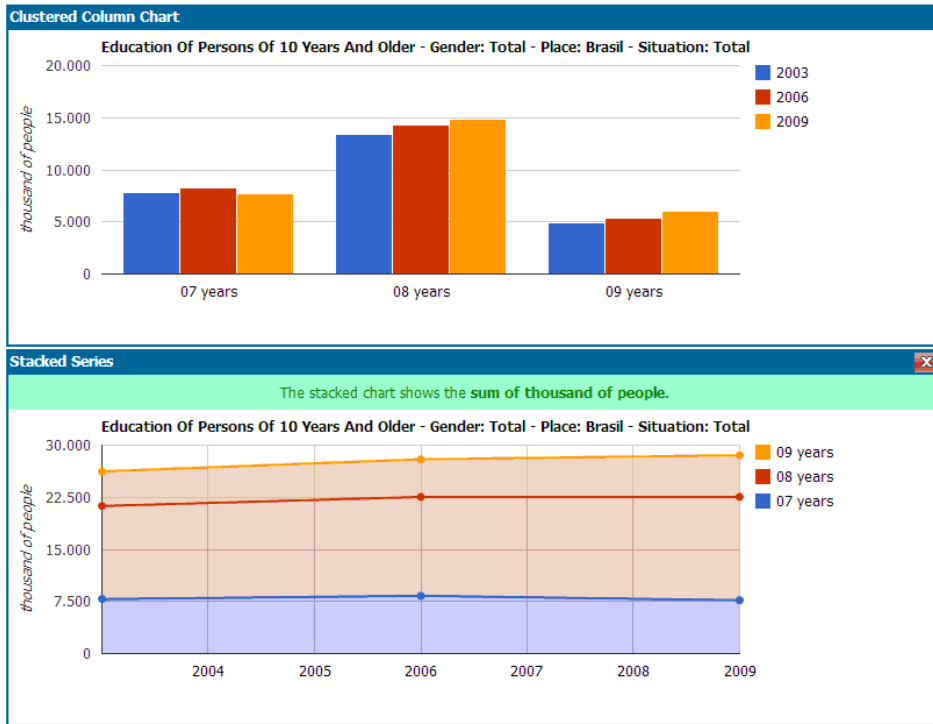 Clustered Column Chart
Education Of Persons Of 10 Years And Older - Gender: Total - Place: Brasil - Situation: Total
thousand of people
20.000
15.000
10.000
5.000
0
07 years
08 years
09 years
2003
2006
2009
Stacked Series
The stacked chart shows the sum of thousand of people.
Education Of Persons Of 10 Years And Older - Gender: Total - Place: Brasil - Situation: Total
thousand of people
30.000
22.500
15.000
7.500
0
2004
2005
2006
2007
2008
2009
09 years
08 years
07 years